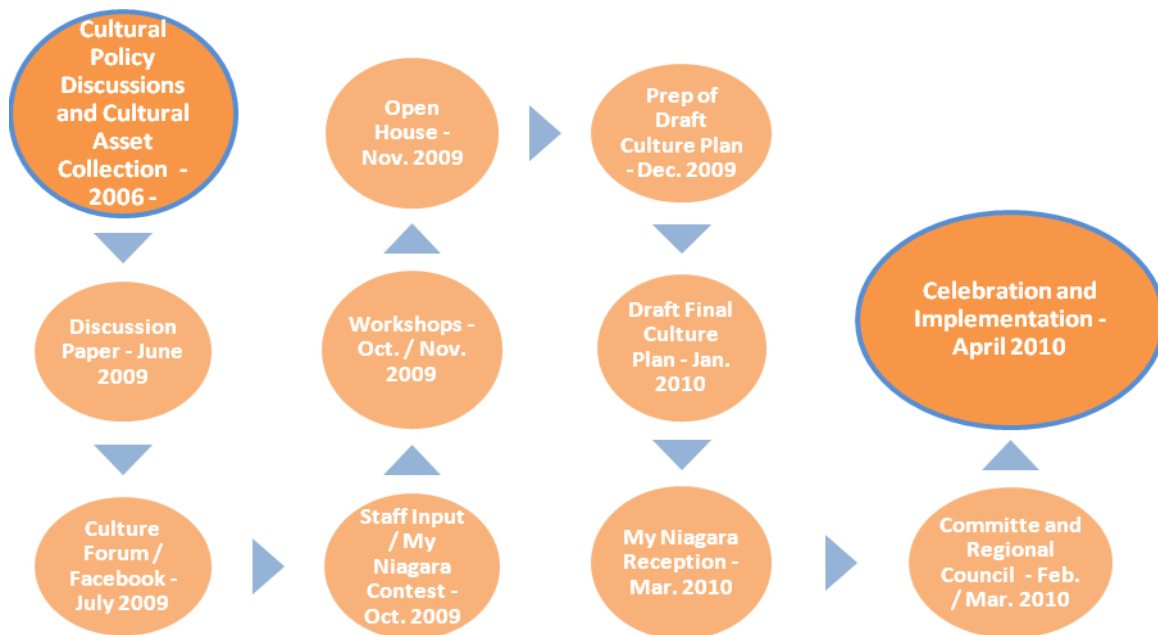 Cultural
Policy
Discussions
and Cultural
Asset
Collection -
2006 -
Discussion
Paper - June
2009
Culture
Forum /
Facebook -
July 2009
Staff Input
/ My
Niagara
Contest -
Oct. 2009
Workshops -
Oct. / Nov.
2009
Open
House -
Nov. 2009
Prep of
Draft
Culture Plan
- Dec. 2009
Draft Final
Culture
Plan - Jan.
2010
My Niagara
Reception -
Mar. 2010
Committe and
Regional
Council - Feb.
/ Mar. 2010
Celebration and
Implementation -
April 2010